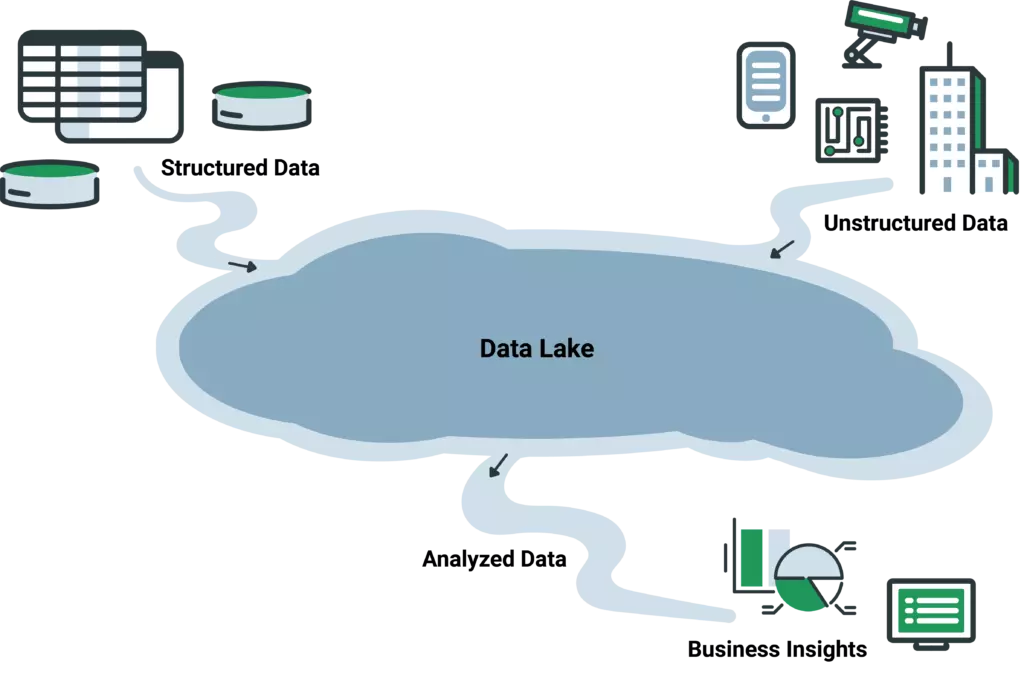 Structured Data
Unstructured Data
Data Lake
Analyzed Data
Business Insights